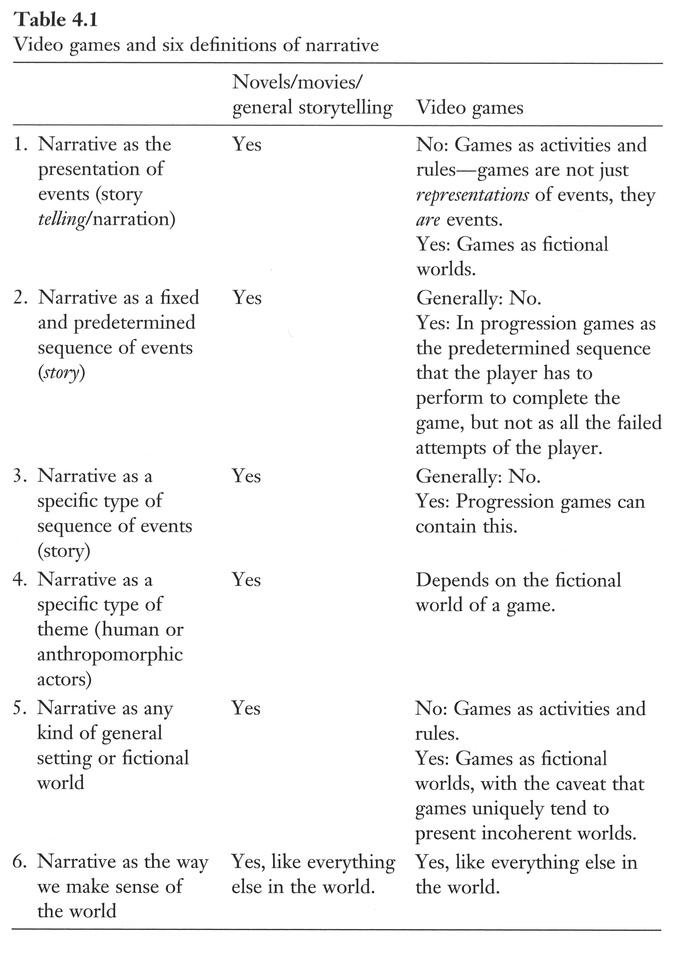 Table 4.1
Video games and six definitions of narrative
Novels/movies/
general storytelling
Video games
1. Narrative as the
presentation of
events (story
telling/narration)
Yes
No: Games as activities and
rules—games are not just
representations of events, they
are events.
Yes: Games as fictional
worlds.
2. Narrative as a fixed
and predetermined
sequence of events
(story)
Yes
Generally: No.
Yes: In progression games as
the predetermined sequence
that the player has to
perform to complete the
game, but not as all the failed
attempts of the player.
3. Narrative as a
specific type of
sequence of events
(story)
Yes
Generally: No.
Yes: Progression games can
contain this.
4. Narrative as a
specific type of
theme (human or
anthropomorphic
actors)
Yes
Depends on the fictional
world of a game.
5. Narrative as any
kind of general
setting or fictional
world
Yes
No: Games as activities and
rules.
Yes: Games as fictional
worlds, with the caveat that
games uniquely tend to
present incoherent worlds.
6. Narrative as the way
we make sense of
the world
Yes, like everything
else in the world.
Yes, like everything else in
the world.